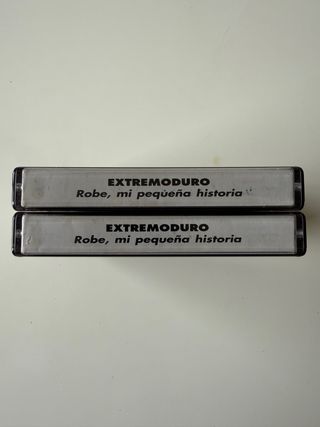 EXTREMODURO
Robe, mi pequeña historia
EXTREMODURO
Robe, mi pequeña historia